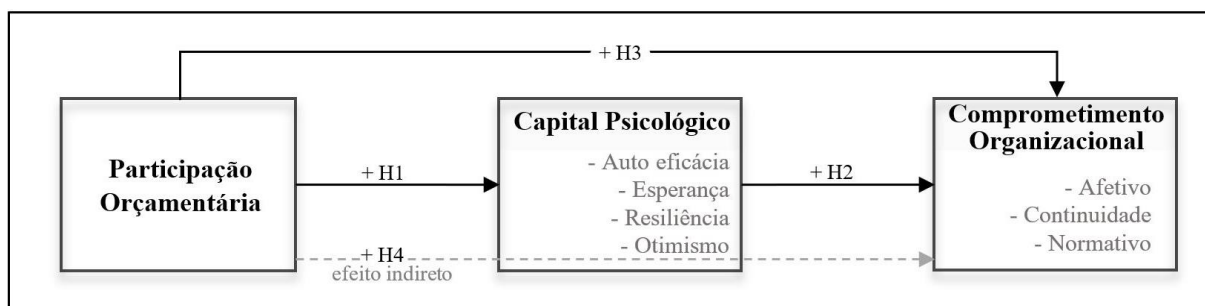 + H3
Participação
Orçamentária
+ H1
+ H4
efeito indireto
Capital Psicológico
- Auto eficácia
- Esperança
- Resiliência
- Otimismo
+ H2
Comprometimento
Organizacional
- Afetivo
- Continuidade
- Normativo